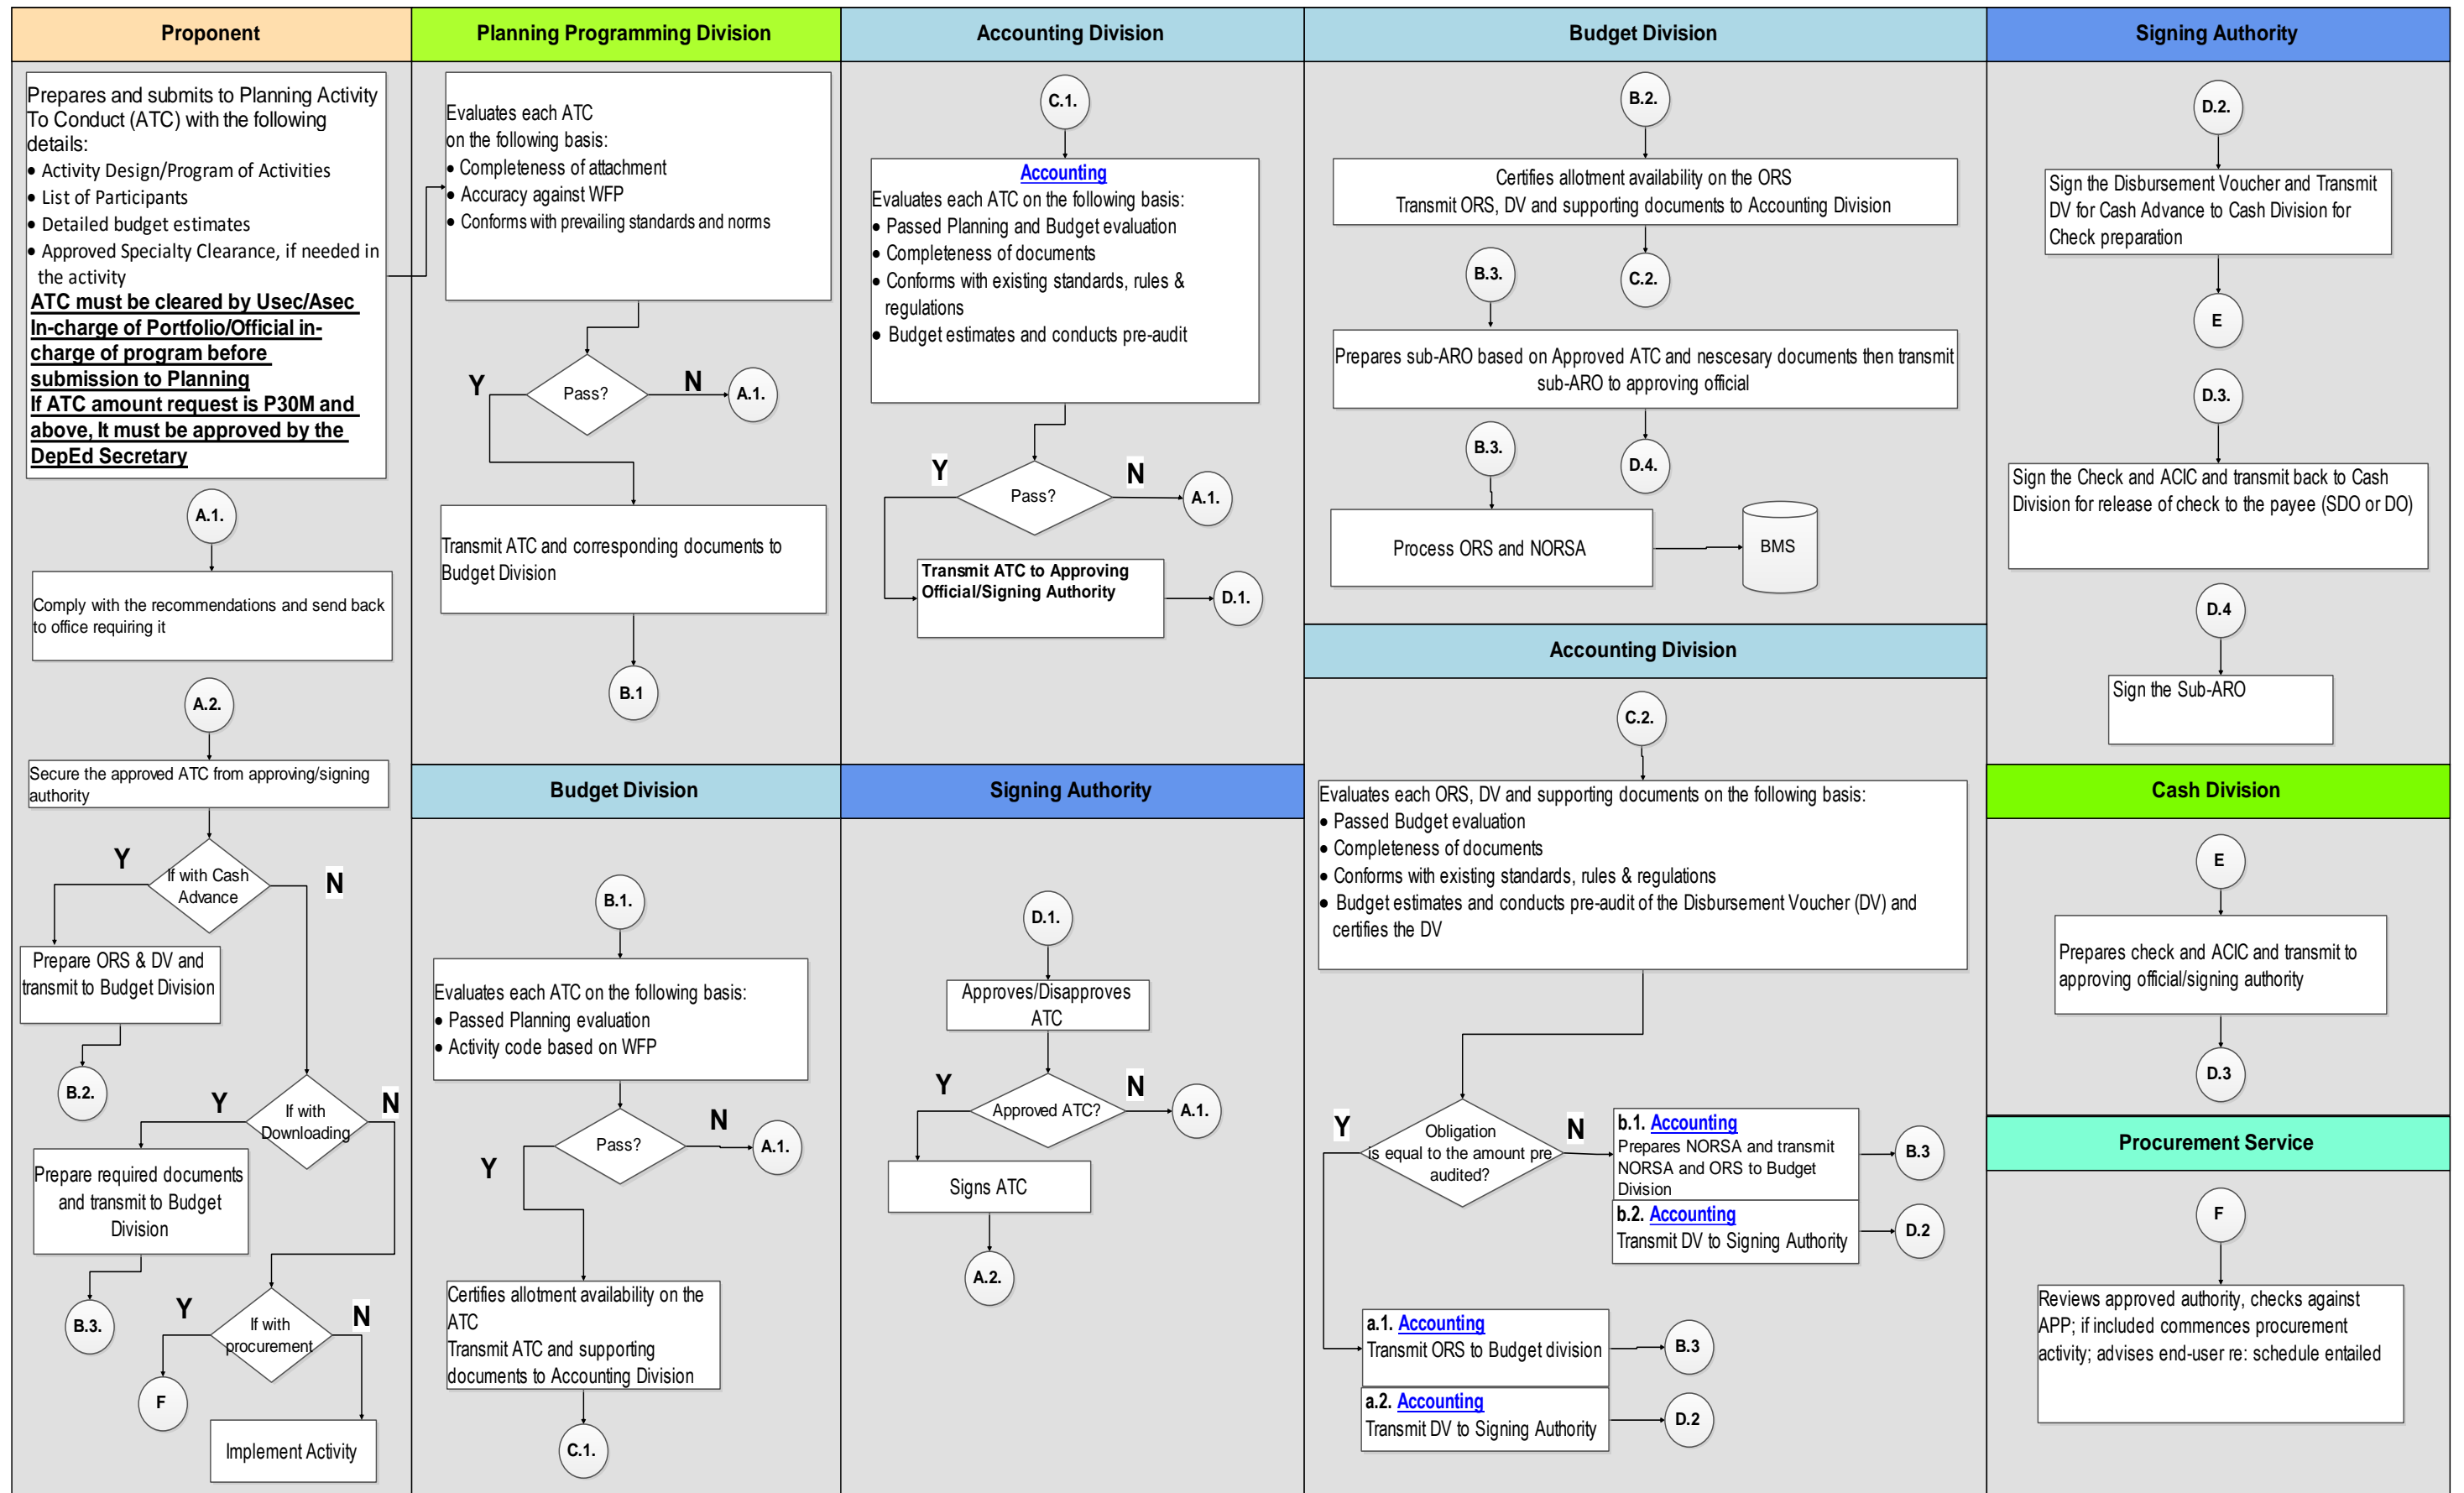 Proponent
Prepares and submits to Planning Activity
To Conduct (ATC) with the following
details:
● Activity Design/Program of Activities
● List of Participants
● Detailed budget estimates
● Approved Specialty Clearance, if needed in
the activity
ATC must be cleared by Usec/Asec
In-charge of Portfolio/Official in-
charge of program before
submission to Planning
If ATC amount request is P30M and
above, It must be approved by the
DepEd Secretary
A.1.
Comply with the recommendations and send back
to office requiring it
A.2.
Secure the approved ATC from approving/signing
authority
If with Cash
Advance
Y
N
Prepare ORS & DV and
transmit to Budget Division
B.2.
If with
Downloading
Y
N
Prepare required documents
and transmit to Budget
Division
B.3.
If with
procurement
Y
N
F
Implement Activity
Planning Programming Division
Evaluates each ATC
on the following basis:
● Completeness of attachment
● Accuracy against WFP
● Conforms with prevailing standards and norms
Pass?
Y
N
A.1.
Transmit ATC and corresponding documents to
Budget Division
B.1
Budget Division
B.1.
Evaluates each ATC on the following basis:
● Passed Planning evaluation
● Activity code based on WFP
Pass?
Y
N
A.1.
Certifies allotment availability on the
ATC
Transmit ATC and supporting
documents to Accounting Division
C.1.
Accounting Division
C.1.
Accounting
Evaluates each ATC on the following basis:
● Passed Planning and Budget evaluation
● Completeness of documents
● Conforms with existing standards, rules &
regulations
● Budget estimates and conducts pre-audit
Pass?
Y
N
A.1.
Transmit ATC to Approving
Official/Signing Authority
D.1.
Signing Authority
D.1.
Approves/Disapproves
ATC
Approved ATC?
Y
N
A.1.
Signs ATC
A.2.
Budget Division
B.2.
Certifies allotment availability on the ORS
Transmit ORS, DV and supporting documents to Accounting Division
C.2.
B.3.
Prepares sub-ARO based on Approved ATC and nescesary documents then transmit
sub-ARO to approving official
D.4.
B.3.
Process ORS and NORSA
BMS
Accounting Division
C.2.
Evaluates each ORS, DV and supporting documents on the following basis:
● Passed Budget evaluation
● Completeness of documents
● Conforms with existing standards, rules & regulations
● Budget estimates and conducts pre-audit of the Disbursement Voucher (DV) and
certifies the DV
Obligation
is equal to the amount pre
audited?
Y
N
b.1. Accounting
Prepares NORSA and transmit
NORSA and ORS to Budget
Division
B.3
b.2. Accounting
Transmit DV to Signing Authority
D.2
a.1. Accounting
Transmit ORS to Budget division
B.3
a.2. Accounting
Transmit DV to Signing Authority
D.2
Signing Authority
D.2.
Sign the Disbursement Voucher and Transmit
DV for Cash Advance to Cash Division for
Check preparation
E
D.3.
Sign the Check and ACIC and transmit back to Cash
Division for release of check to the payee (SDO or DO)
D.4
Sign the Sub-ARO
Cash Division
E
Prepares check and ACIC and transmit to
approving official/signing authority
D.3
Procurement Service
F
Reviews approved authority, checks against
APP; if included commences procurement
activity; advises end-user re: schedule entailed